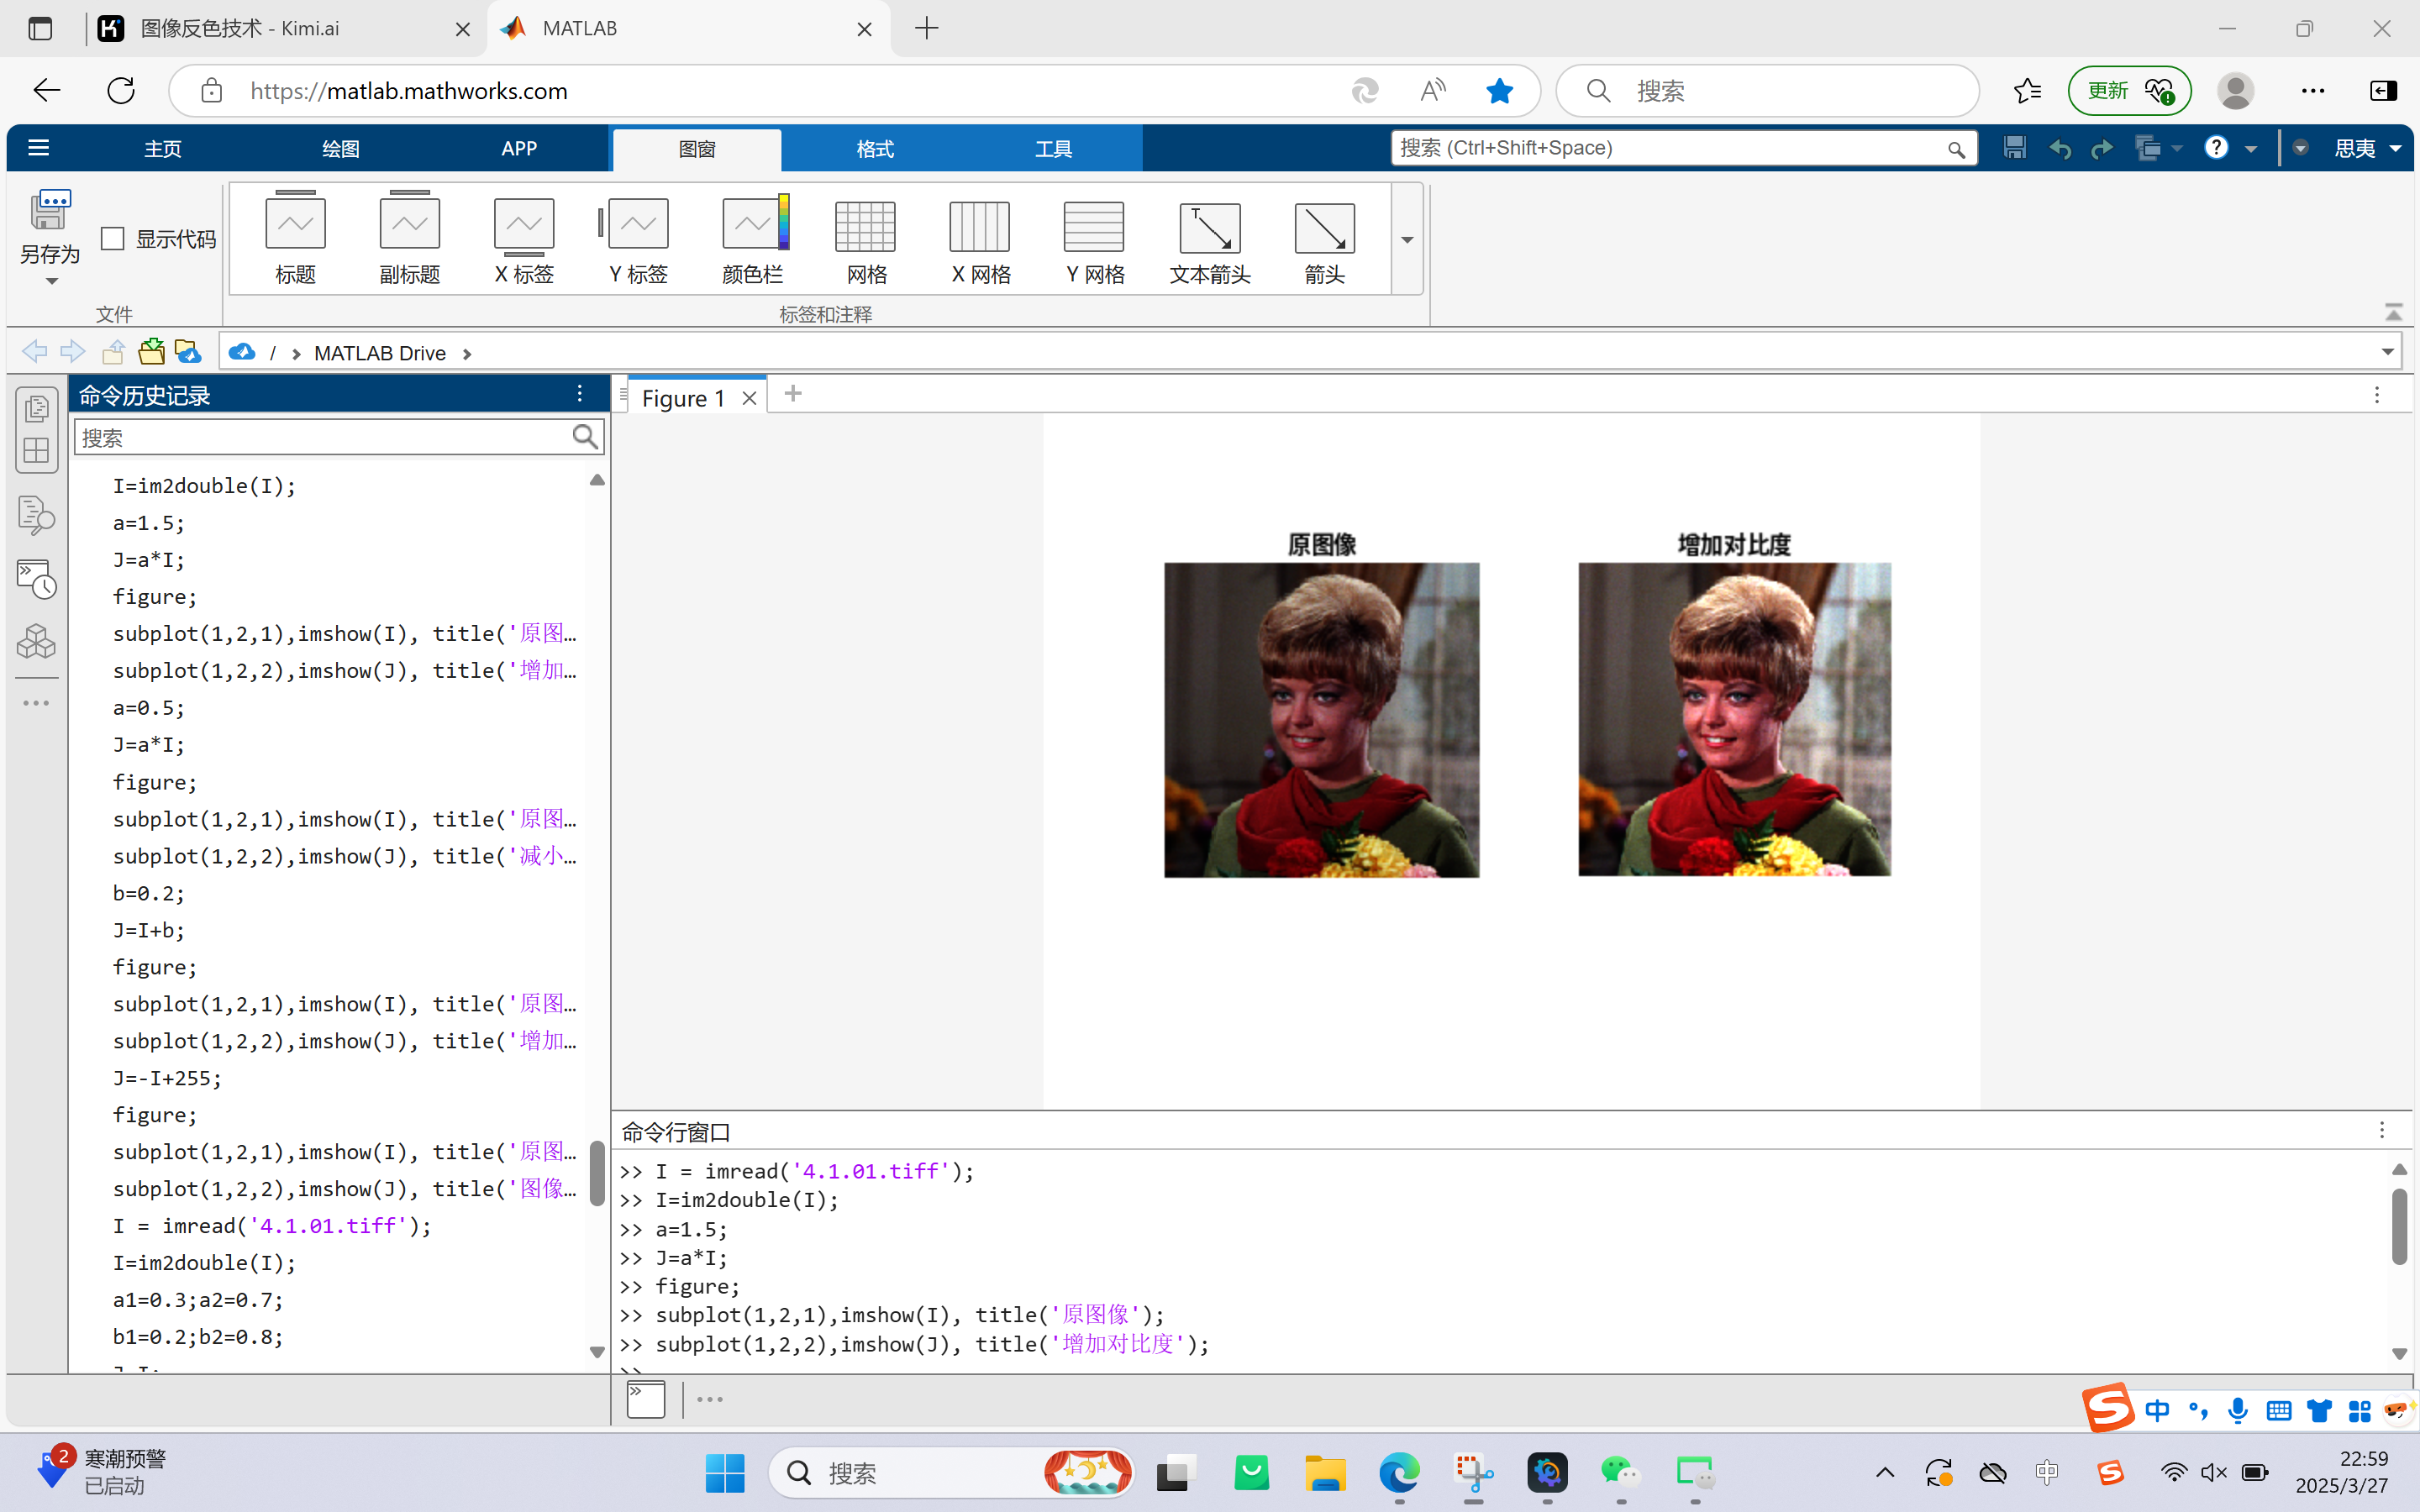 图像反色技术 - Kimi.ai
MATLAB
https://matlab.mathworks.com
搜索
更新
主页
绘图
APP
图窗
格式
工具
搜索 (Ctrl+Shift+Space)
思夷
另存为
显示代码
标题
副标题
X 标签
Y 标签
颜色栏
网格
X 网格
Y 网格
文本箭头
箭头
文件
标签和注释
/ › MATLAB Drive ›
命令历史记录
搜索
I=im2double(I);
a=1.5;
J=a*I;
figure;
subplot(1,2,1),imshow(I), title('原图…
subplot(1,2,2),imshow(J), title('增加…
a=0.5;
J=a*I;
figure;
subplot(1,2,1),imshow(I), title('原图…
subplot(1,2,2),imshow(J), title('减小…
b=0.2;
J=I+b;
figure;
subplot(1,2,1),imshow(I), title('原图…
subplot(1,2,2),imshow(J), title('增加…
J=-I+255;
figure;
subplot(1,2,1),imshow(I), title('原图…
subplot(1,2,2),imshow(J), title('图像…
I = imread('4.1.01.tiff');
I=im2double(I);
a1=0.3;a2=0.7;
b1=0.2;b2=0.8;
Figure 1
原图像
增加对比度
命令行窗口
>> I = imread('4.1.01.tiff');
>> I=im2double(I);
>> a=1.5;
>> J=a*I;
>> figure;
>> subplot(1,2,1),imshow(I), title('原图像');
>> subplot(1,2,2),imshow(J), title('增加对比度');
>>
中
2
寒潮预警
已启动
搜索
中
22:59
2025/3/27